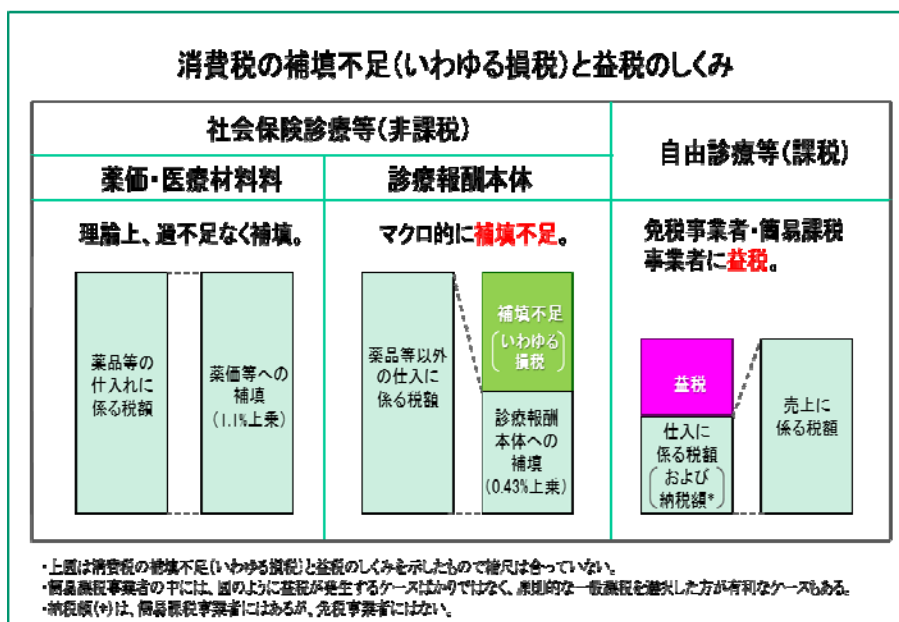 消費税の補填不足(いわゆる損税)と益税のしくみ
社会保険診療等(非課税)
自由診療等(課税)
薬価・医療材料料
診療報酬本体
理論上、過不足なく補填。
マクロ的に補填不足。
免税事業者・簡易課税
事業者に益税。
薬品等の
仕入れに
係る税額
薬価等への
補填
(1.1%上乗)
薬品等以外
の仕入に
係る税額
補填不足
(いわゆる
損税)
診療報酬
本体への
補填
(0.43%上乗)
益税
仕入に
係る税額
(および
納税額*)
売上に
係る税額
・上図は消費税の補填不足(いわゆる損税)と益税のしくみを示したもので縮尺は合っていない。
・簡易課税事業者の中には、図のように益税が発生するケースばかりではなく、原則的な一般課税を選択した方が有利なケースもある。
・納税額(*)は、簡易課税事業者にはあるが、免税事業者にはない。